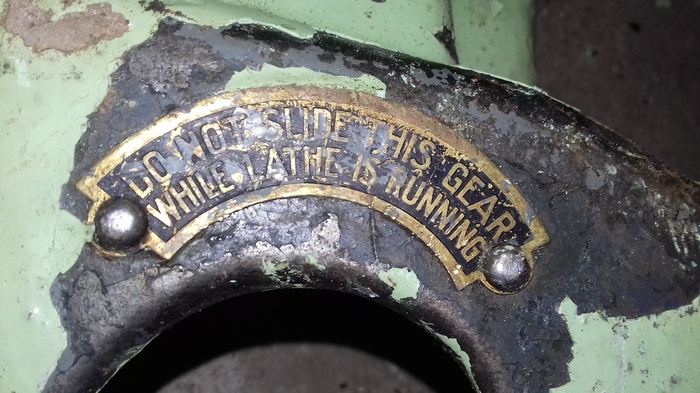 DO NOT SLIDE THIS GEAR
WHILE LATHE IS RUNNING